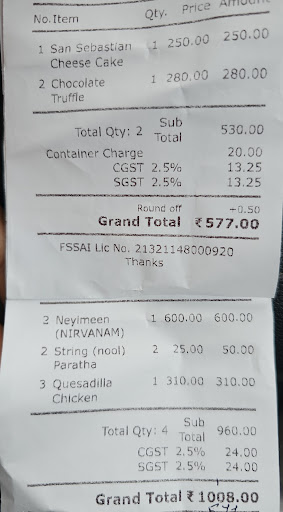 No.Item Qty. Price Amount
1 San Sebastian 1 250.00 250.00
Cheese Cake
2 Chocolate 1 280.00 280.00
Truffle
Total Qty: 2 Sub Total 530.00
Container Charge 20.00
CGST 2.5% 13.25
SGST 2.5% 13.25
Round off +0.50
Grand Total ₹577.00
FSSAI Lic No. 21321148000920
Thanks
Neyimeen 1 600.00 600.00
(NIRVANAM)
2 String (nool) 2 25.00 50.00
Paratha
3 Quesadilla 1 310.00 310.00
Chicken
Total Qty: 4 Sub Total 960.00
CGST 2.5% 24.00
SGST 2.5% 24.00
Grand Total ₹1008.00